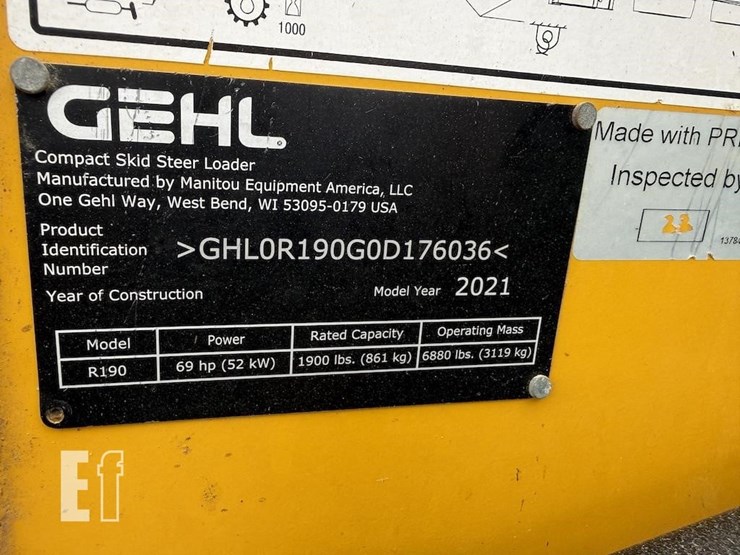 1000
GEHL
Compact Skid Steer Loader
Manufactured by Manitou Equipment America, LLC
One Gehl Way, West Bend, WI 53095-0179 USA
Product
Identification
Number
>GHL0R190G0D176036<
Year of Construction
Model Year 2021
Model Power Rated Capacity Operating Mass
R190 69 hp (52 kW) 1900 lbs. (861 kg) 6880 lbs. (3119 kg)
Made with PRI
Inspected by
Ef